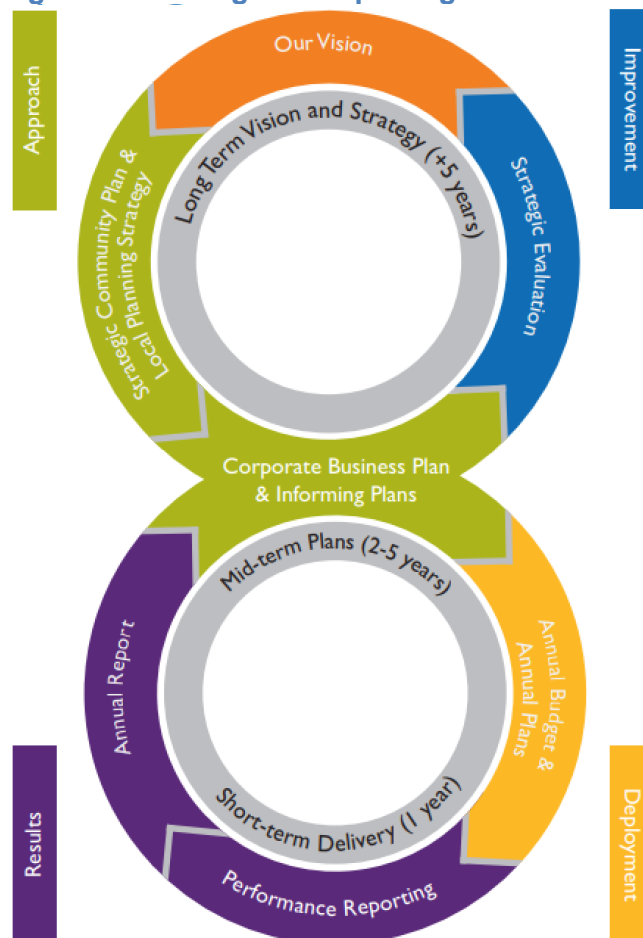 Approach
Improvement
Our Vision
Long Term Vision and Strategy (+5 years)
Strategic Community Plan &
Local Planning Strategy
Strategic Evaluation
Corporate Business Plan
& Informing Plans
Mid-term Plans (2-5 years)
Annual Report
Annual Budget &
Annual Plans
Short-term Delivery (1 year)
Performance Reporting
Results
Deployment